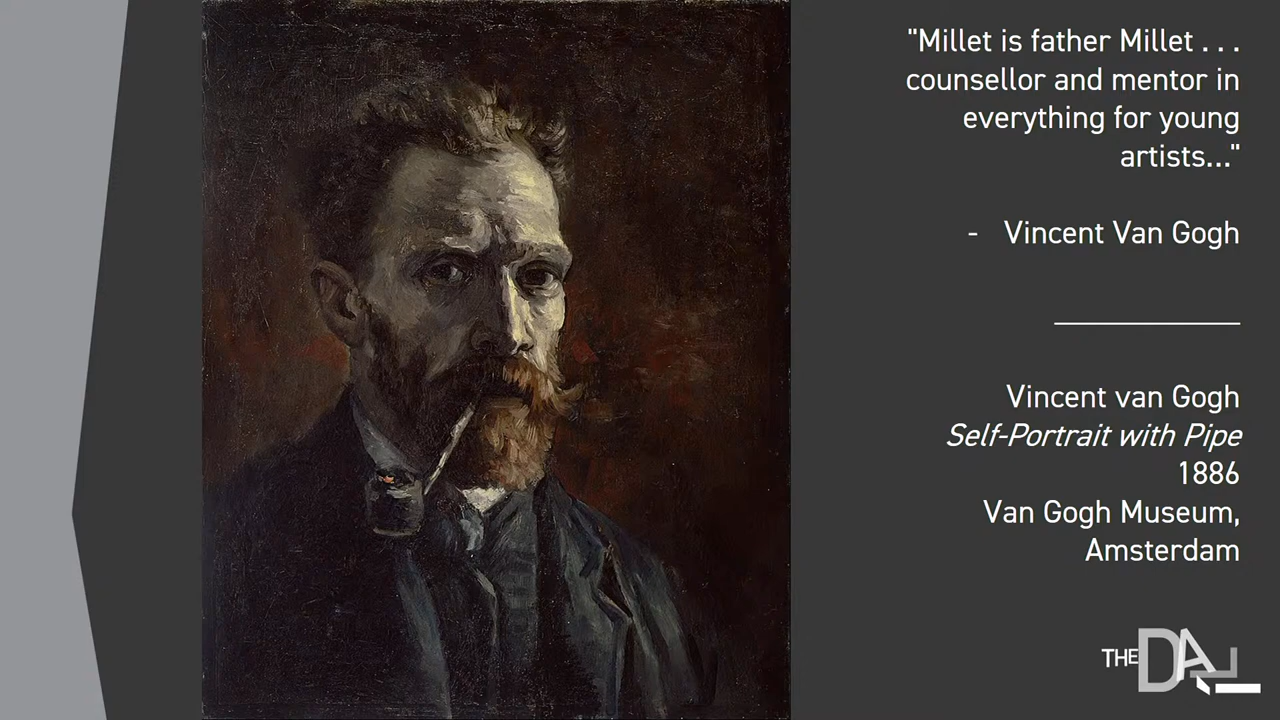 "Millet is father Millet . . .
counsellor and mentor in
everything for young
artists..."
- Vincent Van Gogh
Vincent van Gogh
Self-Portrait with Pipe
1886
Van Gogh Museum,
Amsterdam
THE DALI